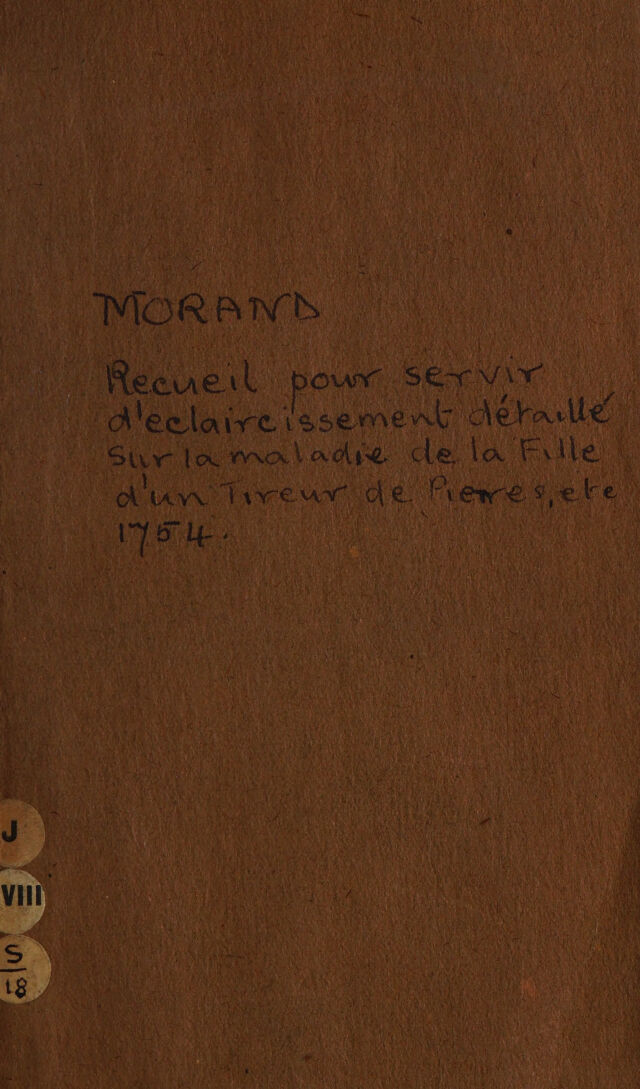 MORAND
Recueil pour servir
d'eclaircissement détaillé
Sur la maladie de la Fille
d'un Tireur de Pierres, etc
1754.
J
VIII
S
18